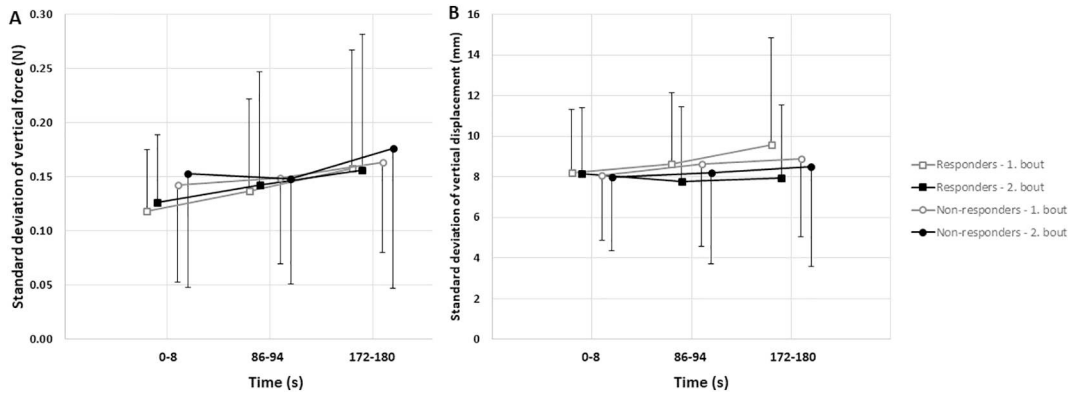 A
Standard deviation of vertical force (N)
0.30
0.25
0.20
0.15
0.10
0.05
0.00
0-8
86-94
172-180
Time (s)
B
Standard deviation of vertical displacement (mm)
16
14
12
10
8
6
4
2
0
0-8
86-94
172-180
Time (s)
Responders - 1. bout
Responders - 2. bout
Non-responders - 1. bout
Non-responders - 2. bout